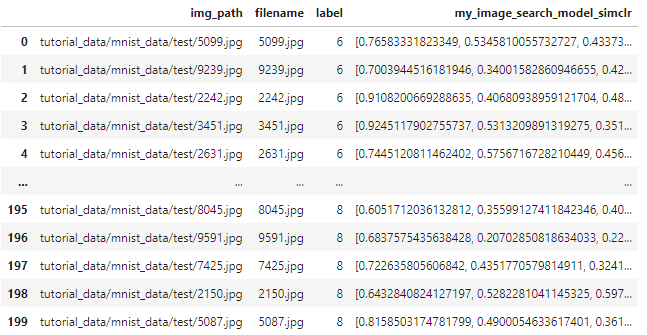 img_path filename label my_image_search_model_simclr
0 tutorial_data/mnist_data/test/5099.jpg 5099.jpg 6 [0.76583331823349, 0.5345810055732727, 0.43373...
1 tutorial_data/mnist_data/test/9239.jpg 9239.jpg 6 [0.7003944516181946, 0.34001582860946655, 0.42...
2 tutorial_data/mnist_data/test/2242.jpg 2242.jpg 6 [0.9108200669288635, 0.40680938959121704, 0.48...
3 tutorial_data/mnist_data/test/3451.jpg 3451.jpg 6 [0.9245117902755737, 0.5313209891319275, 0.351...
4 tutorial_data/mnist_data/test/2631.jpg 2631.jpg 6 [0.7445120811462402, 0.5756716728210449, 0.456...
... ... ... ... ...
195 tutorial_data/mnist_data/test/8045.jpg 8045.jpg 8 [0.6051712036132812, 0.35599127411842346, 0.40...
196 tutorial_data/mnist_data/test/9591.jpg 9591.jpg 8 [0.6837575435638428, 0.20702850818634033, 0.22...
197 tutorial_data/mnist_data/test/7425.jpg 7425.jpg 8 [0.722635805606842, 0.4351770579814911, 0.3241...
198 tutorial_data/mnist_data/test/2150.jpg 2150.jpg 8 [0.6432840824127197, 0.5282281041145325, 0.597...
199 tutorial_data/mnist_data/test/5087.jpg 5087.jpg 8 [0.8158503174781799, 0.4900054633617401, 0.361...